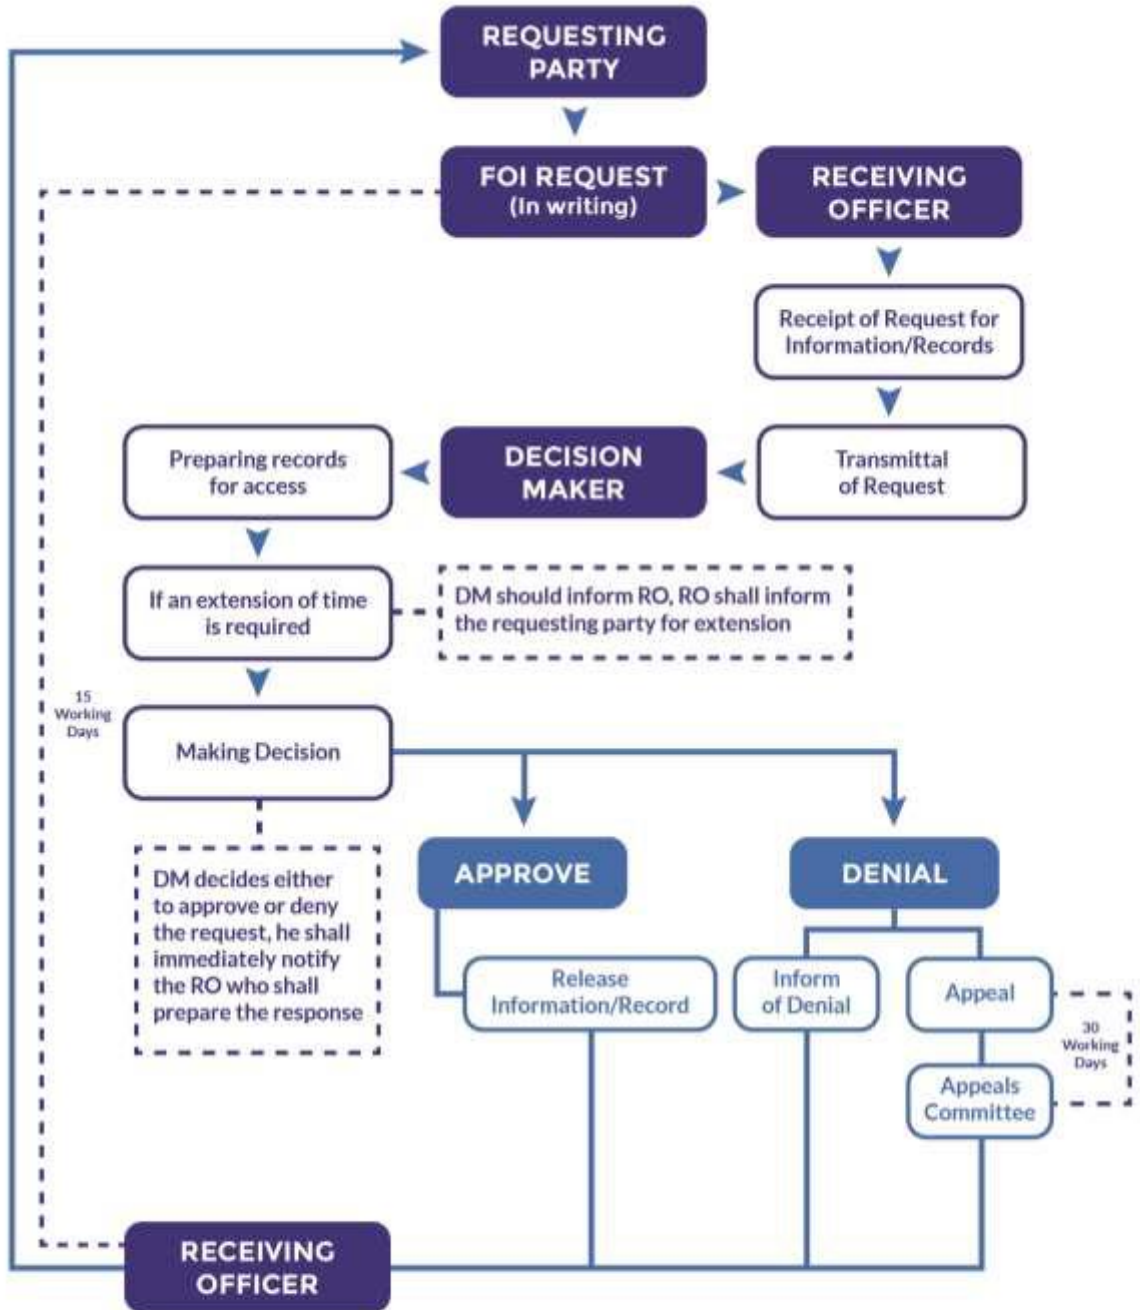 REQUESTING
PARTY
FOI REQUEST
(In writing)
RECEIVING
OFFICER
Receipt of Request for
Information/Records
Transmittal
of Request
DECISION
MAKER
Preparing records
for access
If an extension of time
is required
DM should inform RO, RO shall inform
the requesting party for extension
15
Working
Days
Making Decision
DM decides either
to approve or deny
the request, he shall
immediately notify
the RO who shall
prepare the response
APPROVE
DENIAL
Release
Information/Record
Inform
of Denial
Appeal
30
Working
Days
Appeals
Committee
RECEIVING
OFFICER